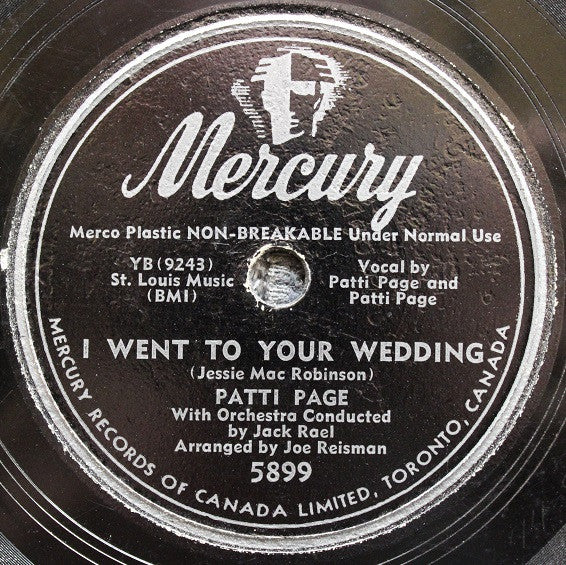 Mercury
Merco Plastic NON-BREAKABLE Under Normal Use
YB (9243)
St. Louis Music
(BMI)
Vocal by
Patti Page and
Patti Page
I WENT TO YOUR WEDDING
(Jessie Mac Robinson)
PATTI PAGE
With Orchestra Conducted
by Jack Rael
Arranged by Joe Reisman
5899
MERCURY RECORDS OF CANADA LIMITED, TORONTO, CANADA